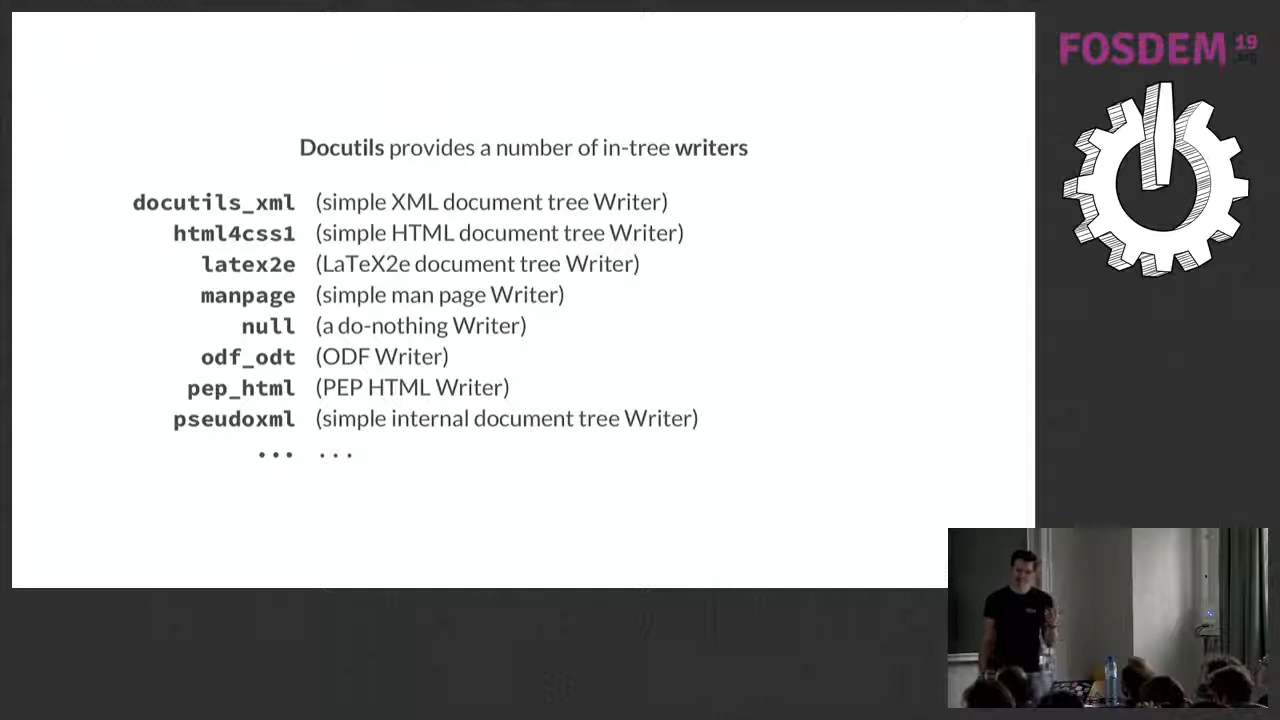 Docutils provides a number of in-tree writers
docutils_xml (simple XML document tree Writer)
html4css1 (simple HTML document tree Writer)
latex2e (LaTeX2e document tree Writer)
manpage (simple man page Writer)
null (a do-nothing Writer)
odf_odt (ODF Writer)
pep_html (PEP HTML Writer)
pseudoxml (simple internal document tree Writer)
... ...
FOSDEM 19
.org